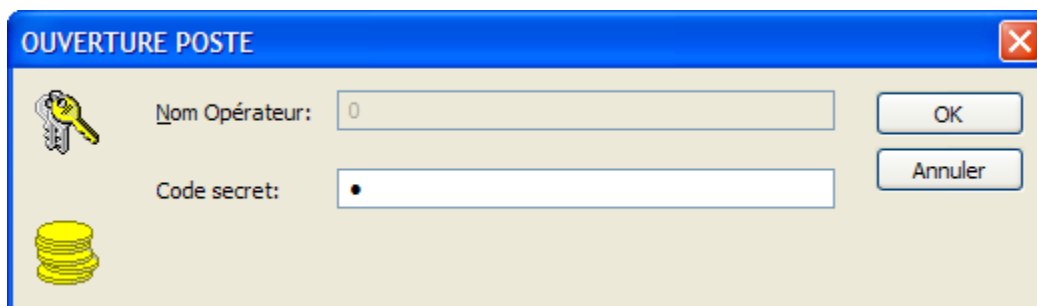 OUVERTURE POSTE
Nom Opérateur: 0 OK
Annuler
Code secret: •